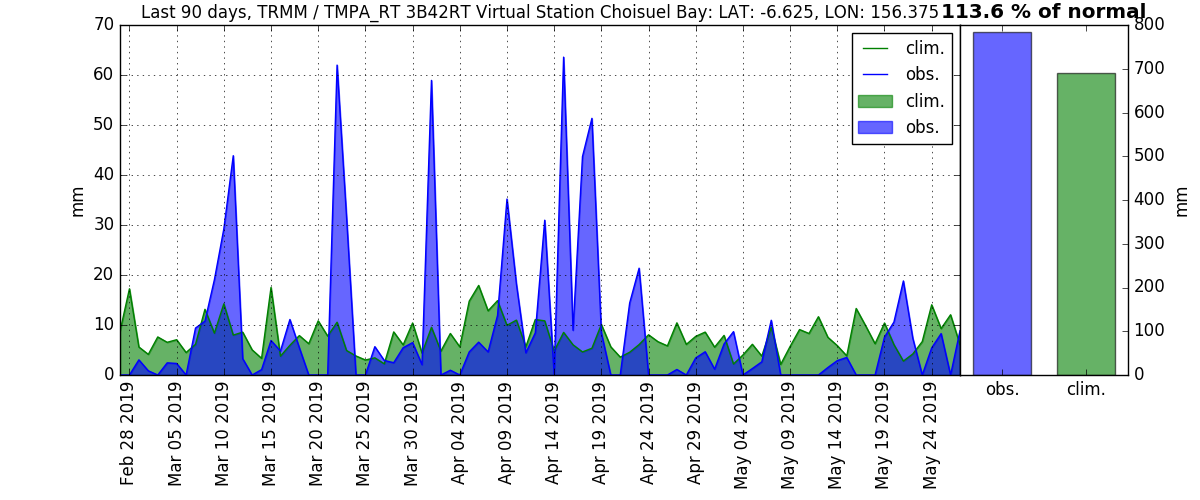 Last 90 days, TRMM / TMPA_RT 3B42RT Virtual Station Choisuel Bay: LAT: -6.625, LON: 156.375 113.6 % of normal
70
60
50
40
30
20
10
0
mm
clim.
obs.
clim.
obs.
800
700
600
500
400
300
200
100
0
mm
Feb 28 2019
Mar 05 2019
Mar 10 2019
Mar 15 2019
Mar 20 2019
Mar 25 2019
Mar 30 2019
Apr 04 2019
Apr 09 2019
Apr 14 2019
Apr 19 2019
Apr 24 2019
Apr 29 2019
May 04 2019
May 09 2019
May 14 2019
May 19 2019
May 24 2019
obs.
clim.